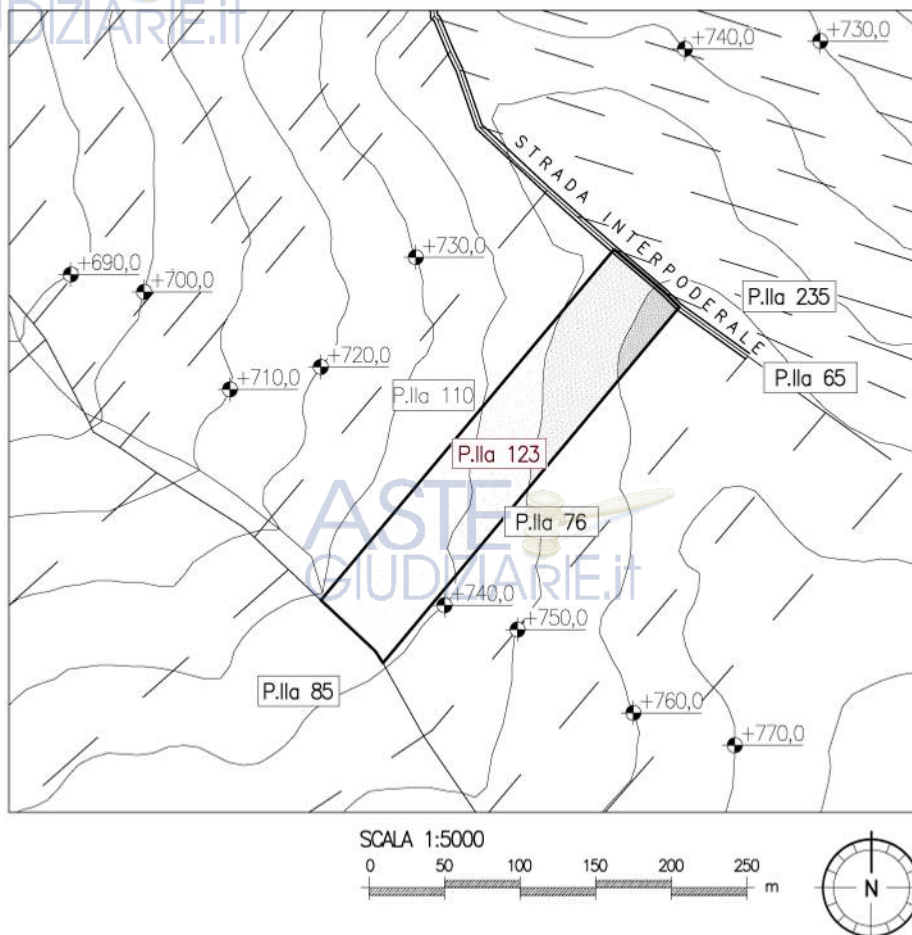 UDIZIARIE.it
+740,0
+730,0
STRADA INTERPODERALE
+730,0
+690,0
+700,0
P.lla 235
+720,0
P.lla 65
+710,0
P.lla 110
P.lla 123
ASTE
GIUDIZIARIE.it
P.lla 76
+740,0
+750,0
P.lla 85
+760,0
+770,0
SCALA 1:5000
0 50 100 150 200 250 m
N